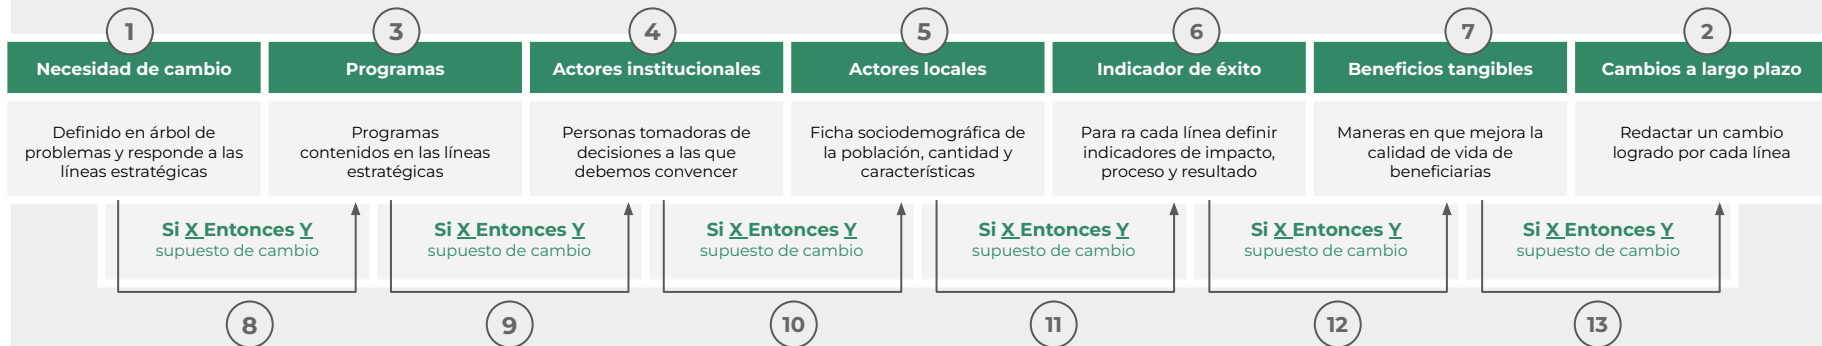 1
3
4
5
6
7
2
Necesidad de cambio
Programas
Actores institucionales
Actores locales
Indicador de éxito
Beneficios tangibles
Cambios a largo plazo
Definido en árbol de
problemas y responde a las
líneas estratégicas
Programas
contenidos en las líneas
estratégicas
Personas tomadoras de
decisiones a las que
debemos convencer
Ficha sociodemográfica de
la población, cantidad y
características
Para ra cada línea definir
indicadores de impacto,
proceso y resultado
Maneras en que mejora la
calidad de vida de
beneficiarias
Redactar un cambio
logrado por cada línea
Si X Entonces Y
supuesto de cambio
Si X Entonces Y
supuesto de cambio
Si X Entonces Y
supuesto de cambio
Si X Entonces Y
supuesto de cambio
Si X Entonces Y
supuesto de cambio
Si X Entonces Y
supuesto de cambio
8
9
10
11
12
13